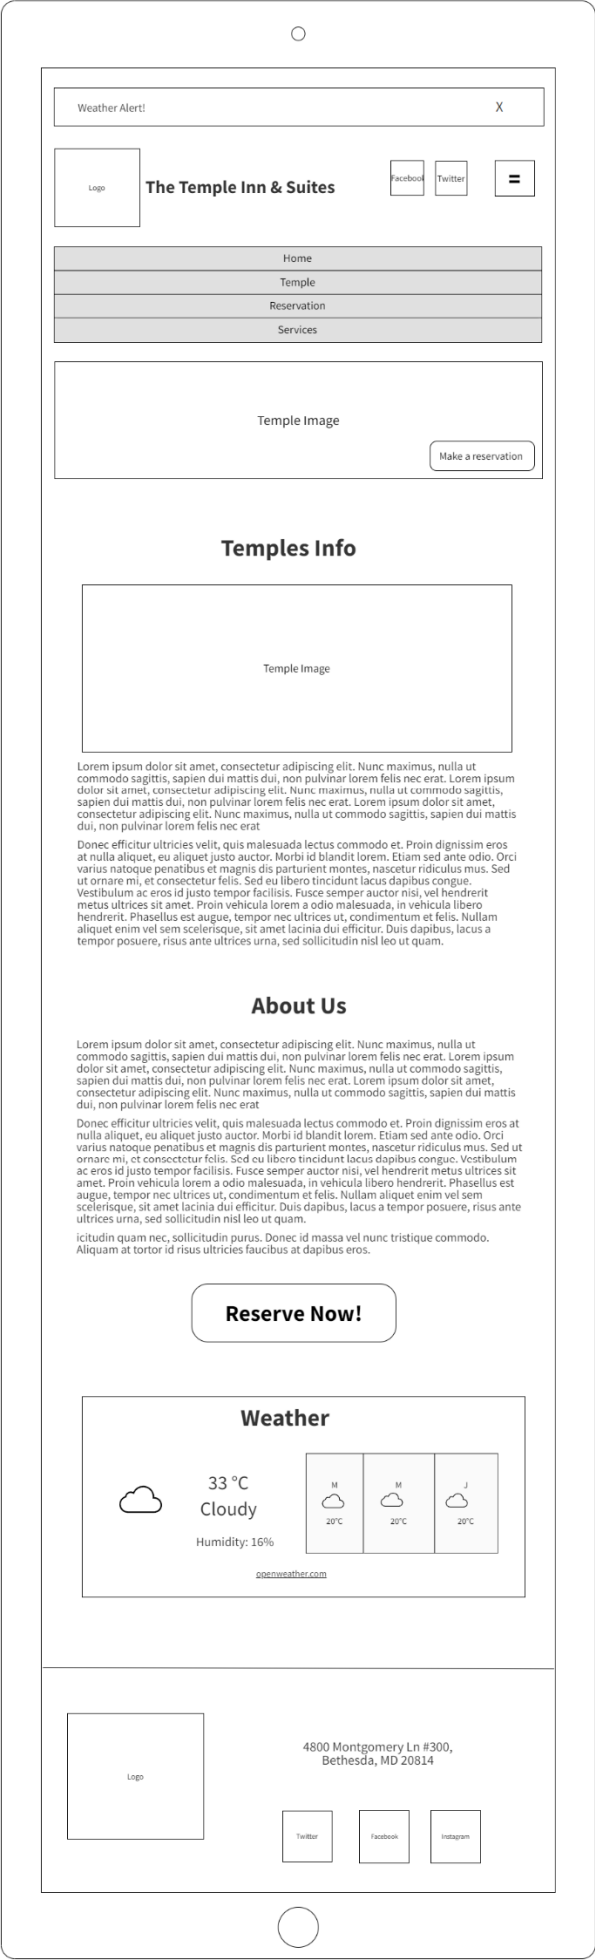 Weather Alert!
X
Logo
The Temple Inn & Suites
Facebook
Twitter
=
Home
Temple
Reservation
Services
Temple Image
Make a reservation
Temples Info
Temple Image
Lorem ipsum dolor sit amet, consectetur adipiscing elit. Nunc maximus, nulla ut
commodo sagittis, sapien dui mattis dui, non pulvinar lorem felis nec erat. Lorem ipsum
dolor sit amet, consectetur adipiscing elit. Nunc maximus, nulla ut commodo sagittis,
sapien dui mattis dui, non pulvinar lorem felis nec erat. Lorem ipsum dolor sit amet,
consectetur adipiscing elit. Nunc maximus, nulla ut commodo sagittis, sapien dui mattis
dui, non pulvinar lorem felis nec erat
Donec efficitur ultricies velit, quis malesuada lectus commodo et. Proin dignissim eros
at nulla aliquet, eu aliquet justo auctor. Morbi id blandit lorem. Etiam sed ante odio. Orci
varius natoque penatibus et magnis dis parturient montes, nascetur ridiculus mus. Sed
ut ornare mi, et consectetur felis. Sed eu libero tincidunt lacus dapibus congue.
Vestibulum ac eros id justo tempor facilisis. Fusce semper auctor nisi, vel hendrerit
metus ultrices sit amet. Proin vehicula lorem a odio malesuada, in vehicula libero
hendrerit. Phasellus est augue, tempor nec ultrices ut, condimentum et felis. Nullam
aliquet enim vel sem scelerisque, sit amet lacinia dui efficitur. Duis dapibus, lacus a
tempor posuere, risus ante ultrices urna, sed sollicitudin nisl leo ut quam.
About Us
Lorem ipsum dolor sit amet, consectetur adipiscing elit. Nunc maximus, nulla ut
commodo sagittis, sapien dui mattis dui, non pulvinar lorem felis nec erat. Lorem ipsum
dolor sit amet, consectetur adipiscing elit. Nunc maximus, nulla ut commodo sagittis,
sapien dui mattis dui, non pulvinar lorem felis nec erat. Lorem ipsum dolor sit amet,
consectetur adipiscing elit. Nunc maximus, nulla ut commodo sagittis, sapien dui mattis
dui, non pulvinar lorem felis nec erat
Donec efficitur ultricies velit, quis malesuada lectus commodo et. Proin dignissim eros at
nulla aliquet, eu aliquet justo auctor. Morbi id blandit lorem. Etiam sed ante odio. Orci
varius natoque penatibus et magnis dis parturient montes, nascetur ridiculus mus. Sed ut
ornare mi, et consectetur felis. Sed eu libero tincidunt lacus dapibus congue. Vestibulum
ac eros id justo tempor facilisis. Fusce semper auctor nisi, vel hendrerit metus ultrices sit
amet. Proin vehicula lorem a odio malesuada, in vehicula libero hendrerit. Phasellus est
augue, tempor nec ultrices ut, condimentum et felis. Nullam aliquet enim vel sem
scelerisque, sit amet lacinia dui efficitur. Duis dapibus, lacus a tempor posuere, risus ante
ultrices urna, sed sollicitudin nisl leo ut quam.
icitudin quam nec, sollicitudin purus. Donec id massa vel nunc tristique commodo.
Aliquam at tortor id risus ultricies faucibus at dapibus eros.
Reserve Now!
Weather
33 °C
Cloudy
Humidity: 16%
M
20°C
M
20°C
J
20°C
openweather.com
Logo
4800 Montgomery Ln #300,
Bethesda, MD 20814
Twitter
Facebook
Instagram